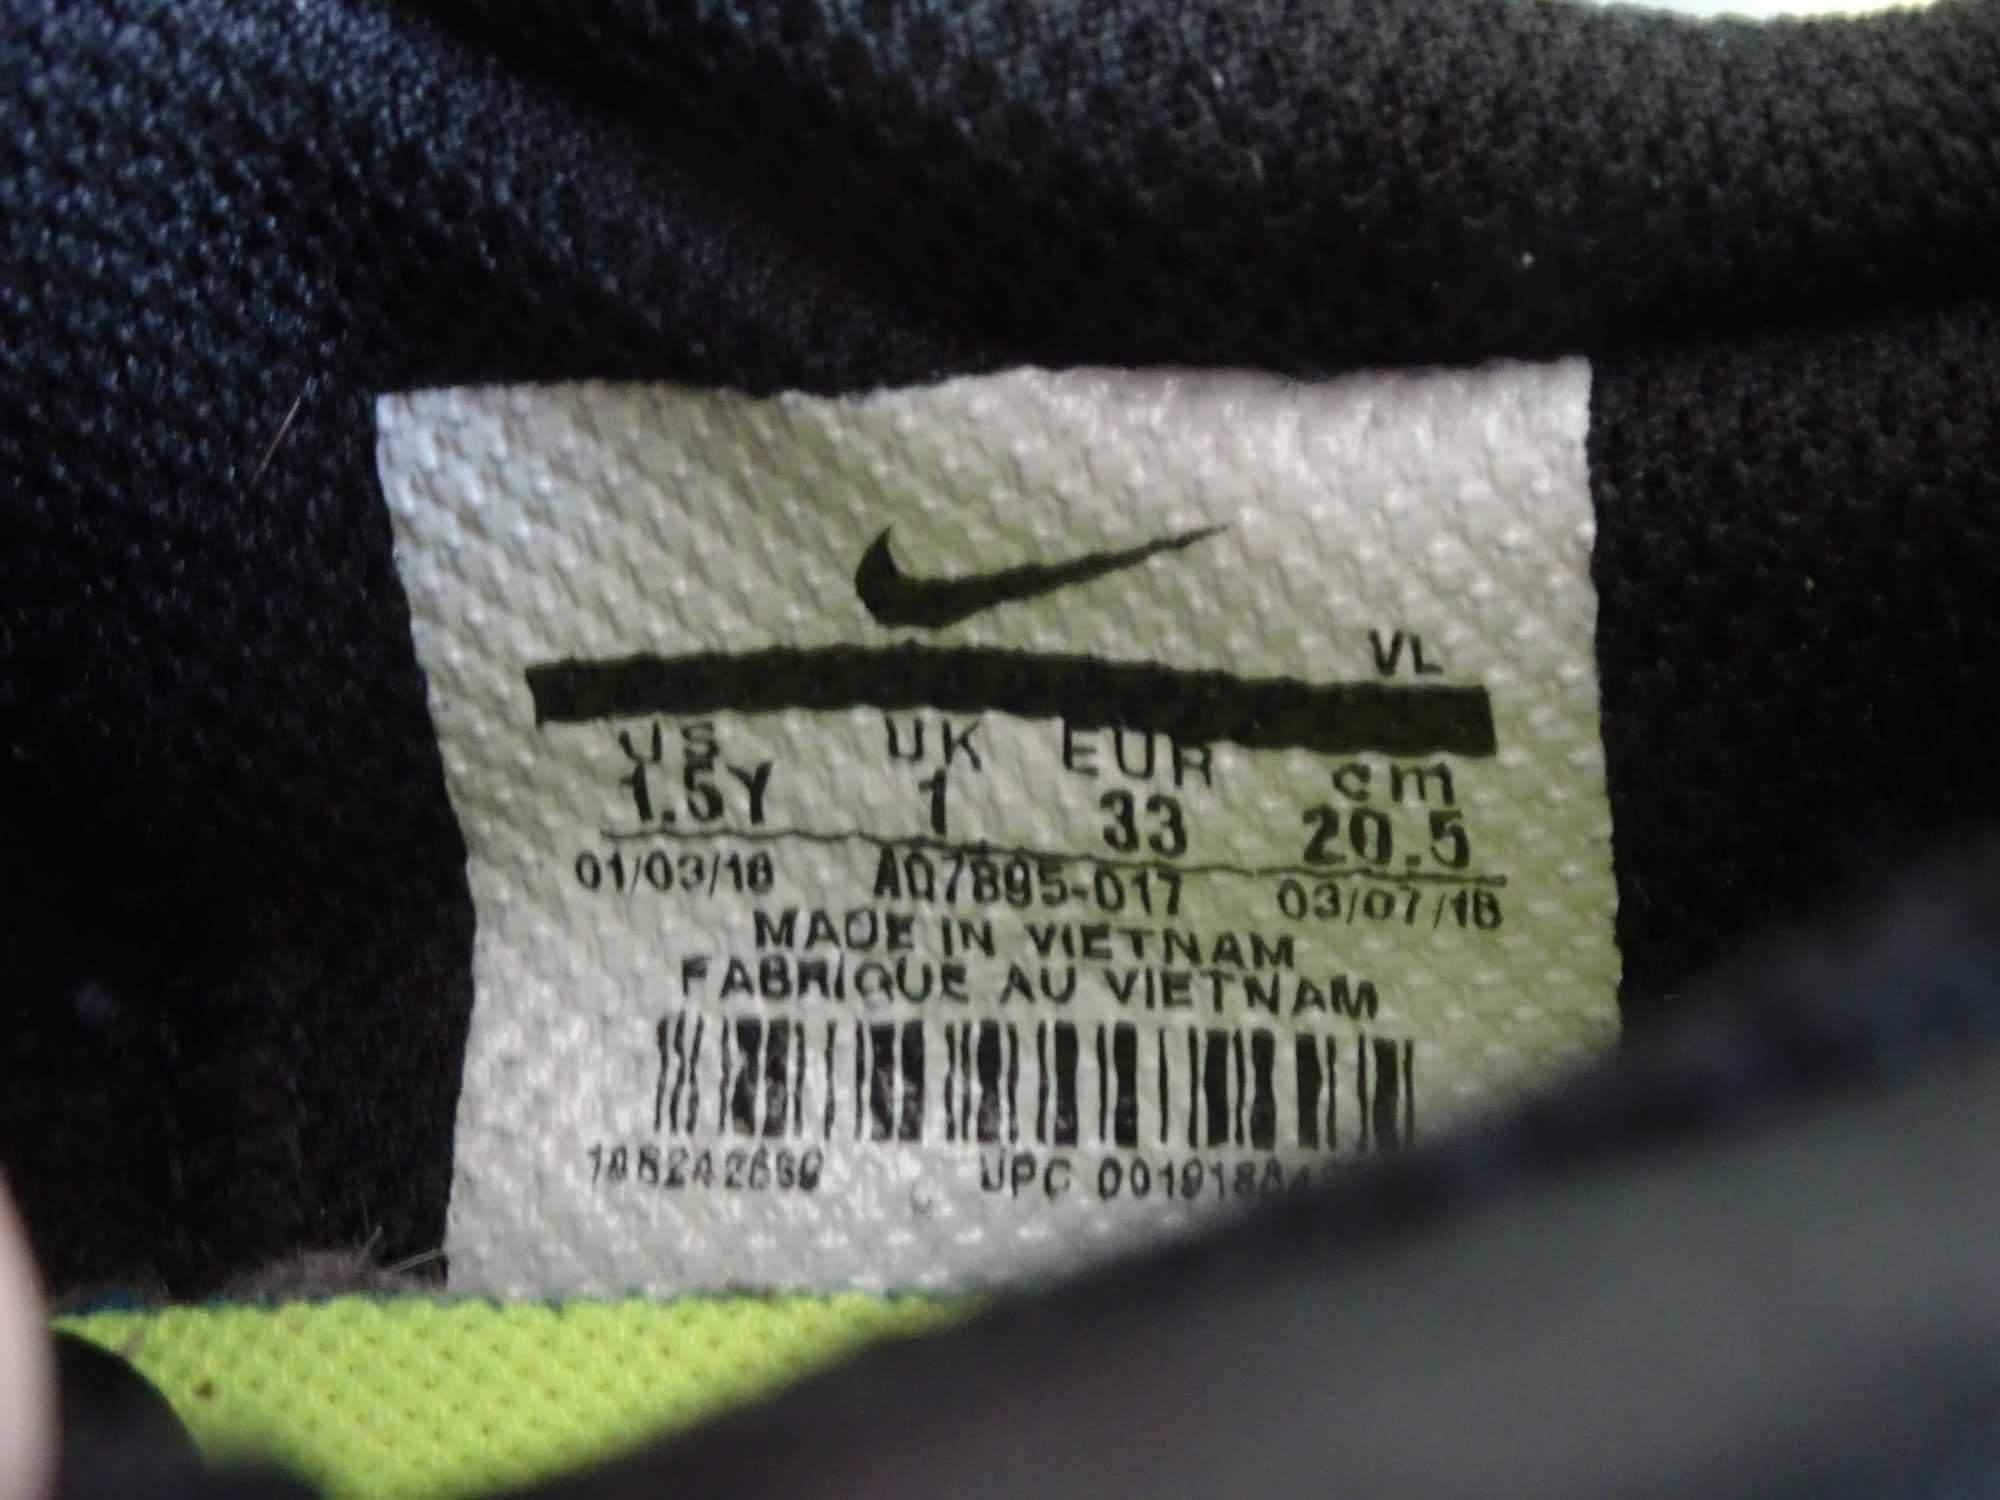 VL
US UK EUR cm
1.5Y 1 33 20.5
01/03/18 AQ7895-017 03/07/18
MADE IN VIETNAM
FABRIQUE AU VIETNAM
UPC